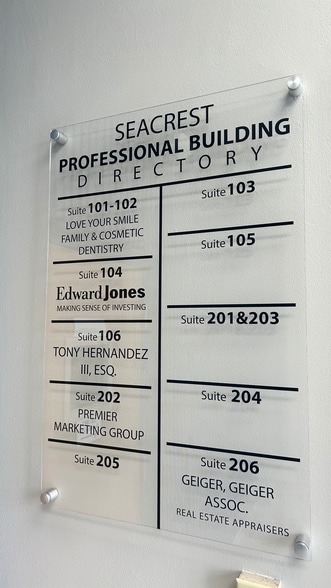 SEACREST
PROFESSIONAL BUILDING
DIRECTORY
Suite 101-102
LOVE YOUR SMILE
FAMILY & COSMETIC
DENTISTRY
Suite 104
Edward Jones
MAKING SENSE OF INVESTING
Suite 106
TONY HERNANDEZ
III, ESQ.
Suite 202
PREMIER
MARKETING GROUP
Suite 205
Suite 103
Suite 105
Suite 201&203
Suite 204
Suite 206
GEIGER, GEIGER
ASSOC.
REAL ESTATE APPRAISERS